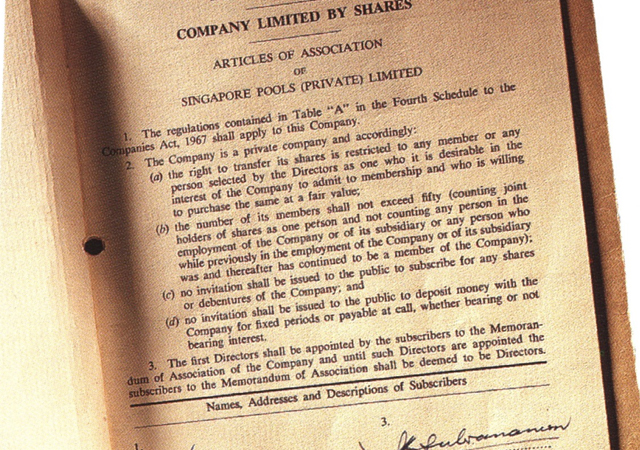 COMPANY LIMITED BY SHARES
ARTICLES OF ASSOCIATION
OF
SINGAPORE POOLS (PRIVATE) LIMITED
1. The regulations contained in Table "A" in the Fourth Schedule to the
Companies Act, 1967 shall apply to this Company.
2. The Company is a private company and accordingly:
(a) the right to transfer its shares is restricted to any member or any
person selected by the Directors as one who it is desirable in the
interest of the Company to admit to membership and who is willing
to purchase the same at a fair value;
(b) the number of its members shall not exceed fifty (counting joint
holders of shares as one person and not counting any person in the
employment of the Company or of its subsidiary or any person who
while previously in the employment of the Company or of its subsidiary
was and thereafter has continued to be a member of the Company);
(c) no invitation shall be issued to the public to subscribe for any shares
or debentures of the Company; and
(d) no invitation shall be issued to the public to deposit money with the
Company for fixed periods or payable at call, whether bearing or not
bearing interest.
3. The first Directors shall be appointed by the subscribers to the Memoran-
dum of Association of the Company and until such Directors are appointed the
subscribers to the Memorandum of Association shall be deemed to be Directors.
Names, Addresses and Descriptions of Subscribers
1.
3.